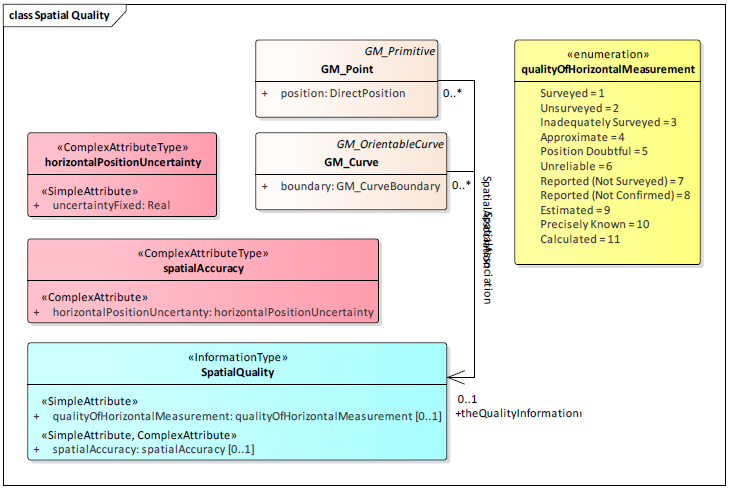 class Spatial Quality
GM_Primitive
GM_Point
+ position: DirectPosition
0..*
GM_OrientableCurve
GM_Curve
+ boundary: GM_CurveBoundary
0..*
«enumeration»
qualityOfHorizontalMeasurement
Surveyed = 1
Unsurveyed = 2
Inadequately Surveyed = 3
Approximate = 4
Position Doubtful = 5
Unreliable = 6
Reported (Not Surveyed) = 7
Reported (Not Confirmed) = 8
Estimated = 9
Precisely Known = 10
Calculated = 11
«ComplexAttributeType»
horizontalPositionUncertainty
«SimpleAttribute»
+ uncertaintyFixed: Real
«ComplexAttributeType»
spatialAccuracy
«ComplexAttribute»
+ horizontalPositionUncertanty: horizontalPositionUncertainty
«InformationType»
SpatialQuality
«SimpleAttribute»
+ qualityOfHorizontalMeasurement: qualityOfHorizontalMeasurement [0..1]
«SimpleAttribute, ComplexAttribute»
+ spatialAccuracy: spatialAccuracy [0..1]
0..1
+theQualityInformation